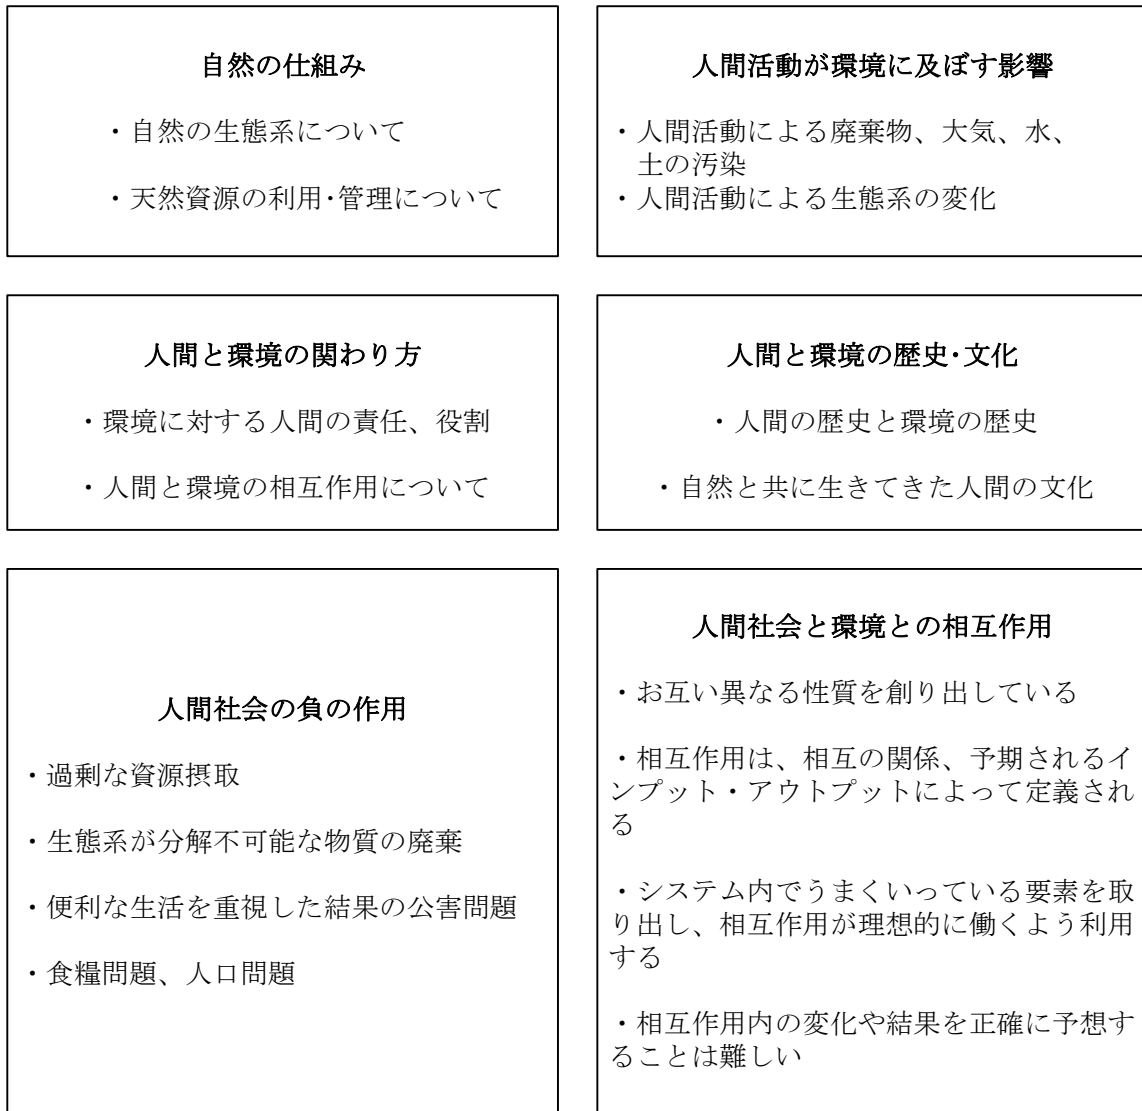 自然の仕組み
・自然の生態系について
・天然資源の利用･管理について
人間活動が環境に及ぼす影響
・人間活動による廃棄物、大気、水、
土の汚染
・人間活動による生態系の変化
人間と環境の関わり方
・環境に対する人間の責任、役割
・人間と環境の相互作用について
人間と環境の歴史･文化
・人間の歴史と環境の歴史
・自然と共に生きてきた人間の文化
人間社会の負の作用
・過剰な資源摂取
・生態系が分解不可能な物質の廃棄
・便利な生活を重視した結果の公害問題
・食糧問題、人口問題
人間社会と環境との相互作用
・お互い異なる性質を創り出している
・相互作用は、相互の関係、予期されるイ
ンプット・アウトプットによって定義され
る
・システム内でうまくいっている要素を取
り出し、相互作用が理想的に働くよう利用
する
・相互作用内の変化や結果を正確に予想す
ることは難しい